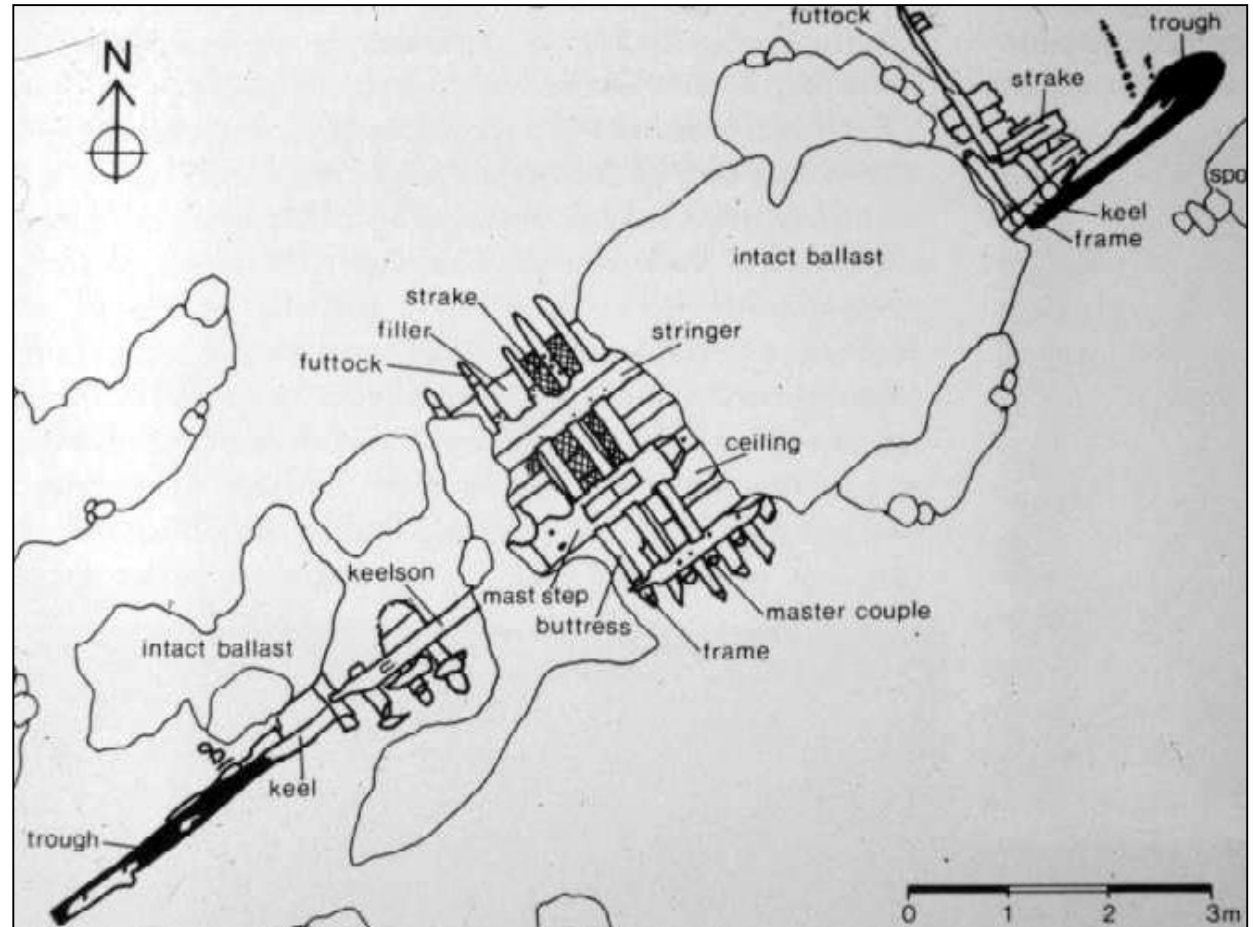 N
futtock
trough
strake
spo
keel
frame
intact ballast
strake
filler
futtock
stringer
ceiling
keelson
mast step
buttress
master couple
frame
intact ballast
keel
trough
0 1 2 3m